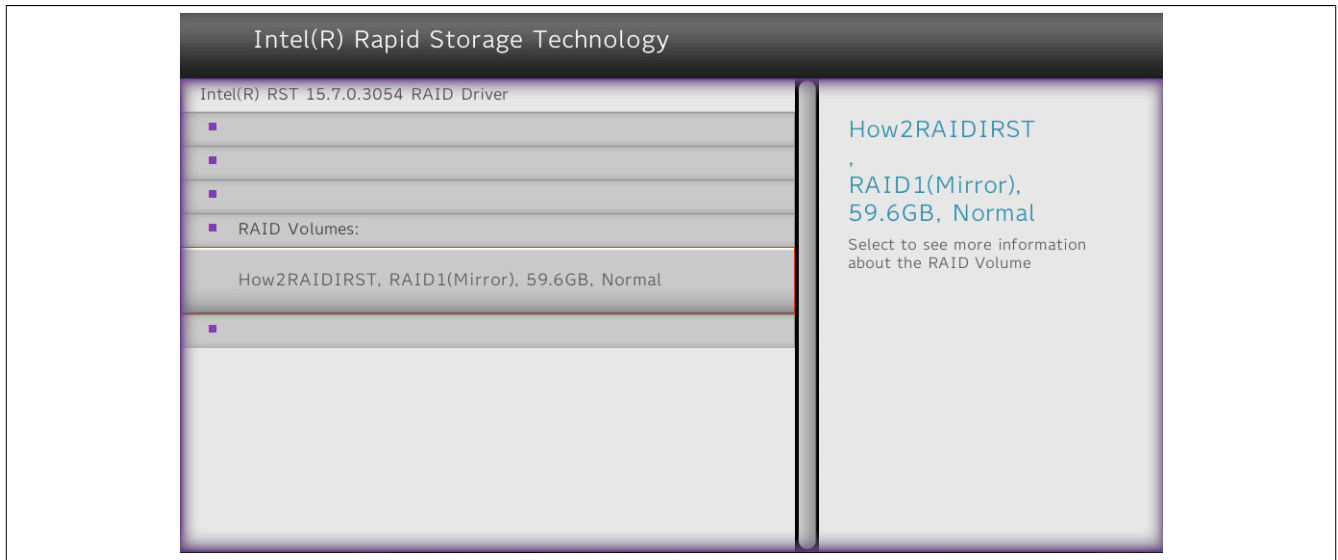 Intel(R) Rapid Storage Technology
Intel(R) RST 15.7.0.3054 RAID Driver
RAID Volumes:
How2RAIDIRST, RAID1(Mirror), 59.6GB, Normal
How2RAIDIRST
,
RAID1(Mirror),
59.6GB, Normal
Select to see more information
about the RAID Volume